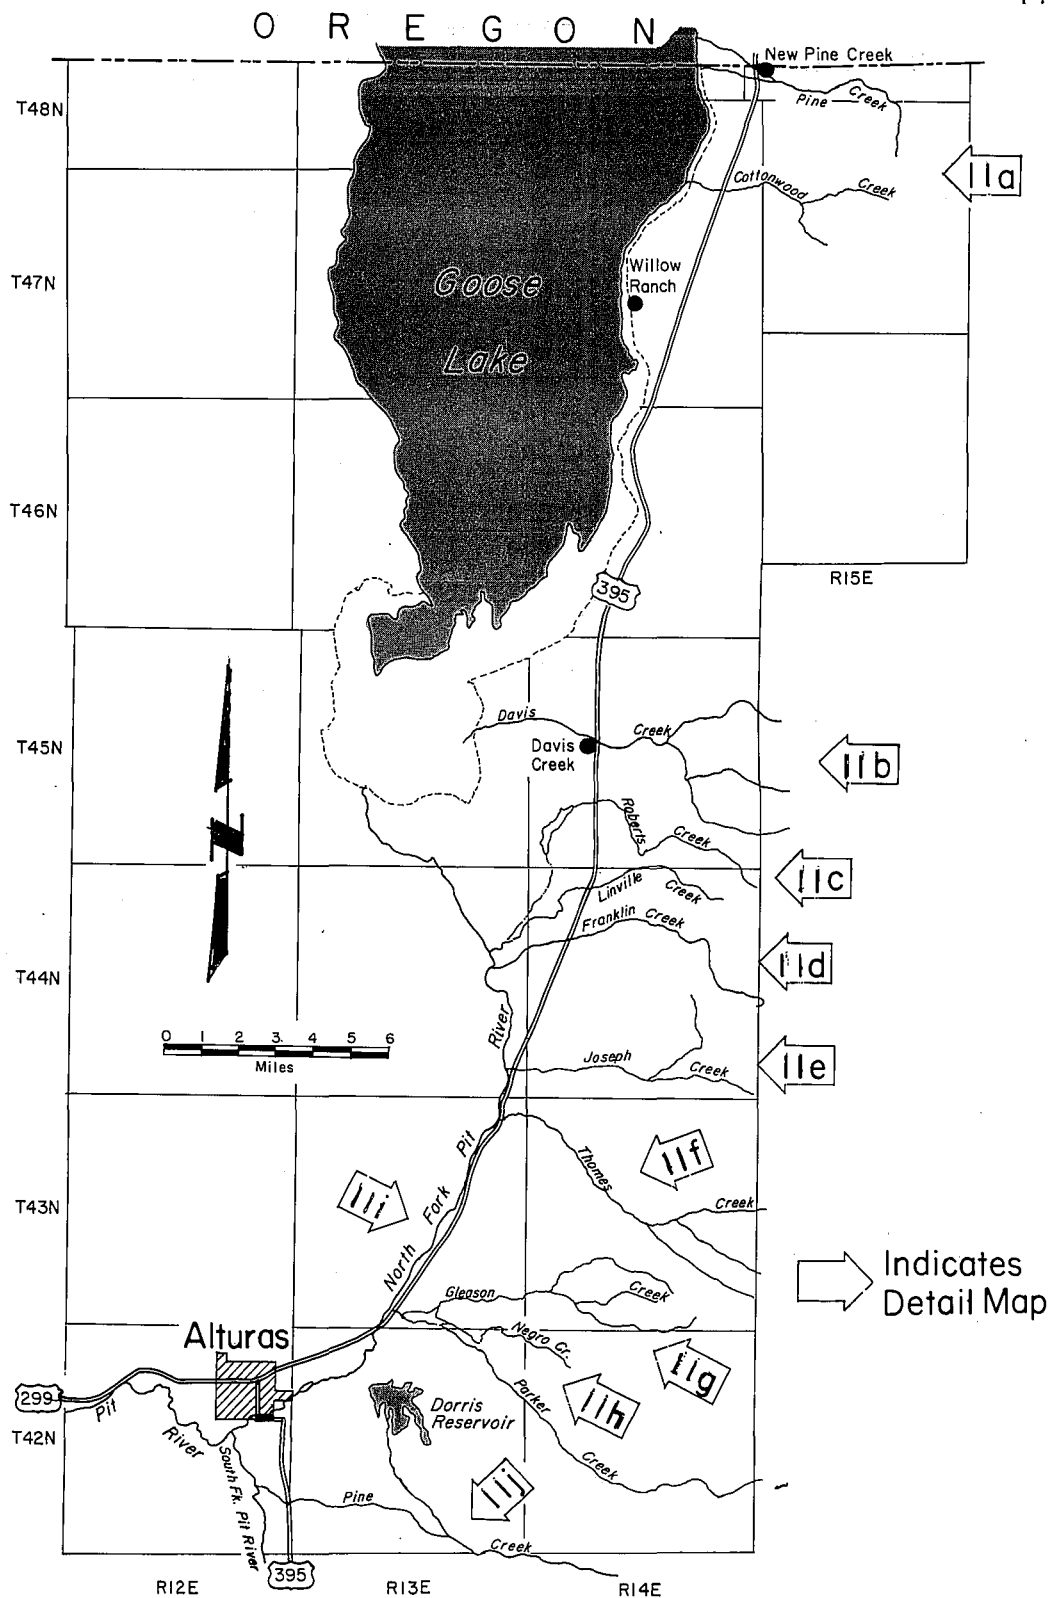 OREGON
New Pine Creek
T48N
Pine Creek
11a
Cottonwood Creek
Willow
Ranch
T47N
Goose
Lake
T46N
R15E
395
Davis Creek
T45N
Davis
Creek
11b
Roberts Creek
11c
Linville Creek
Franklin Creek
11d
T44N
N
River
0 1 2 3 4 5 6
Miles
Joseph Creek
11e
Pit
11f
Thomes Creek
11i
Fork
T43N
North
Indicates
Detail Map
Gleason Creek
Alturas
Negro Cr.
11g
299
Pit
Parker
11h
Dorris
Reservoir
River
T42N
South Fk. Pit River
Creek
11j
Pine
Creek
395
R12E
R13E
R14E